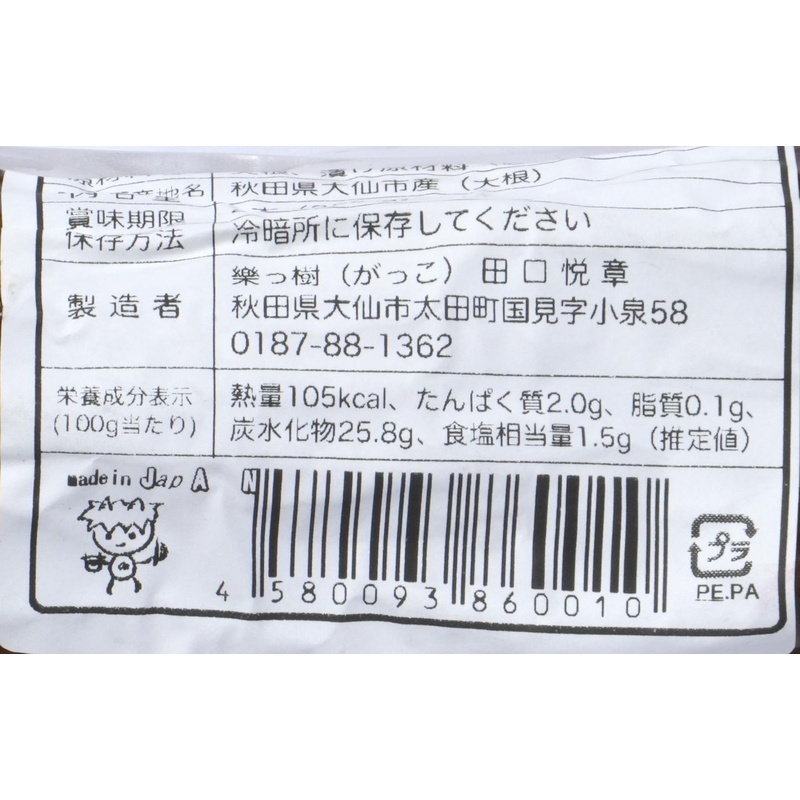 漬け原材料
秋田県大仙市産（大根）
賞味期限
保存方法
冷暗所に保存してください
製造者
樂っ樹（がっこ）田口悦章
秋田県大仙市太田町国見字小泉58
0187-88-1362
栄養成分表示
(100g当たり)
熱量105kcal、たんぱく質2.0g、脂質0.1g、
炭水化物25.8g、食塩相当量1.5g（推定値）
made in JapAN
4 580093 860010
プラ
PE.PA